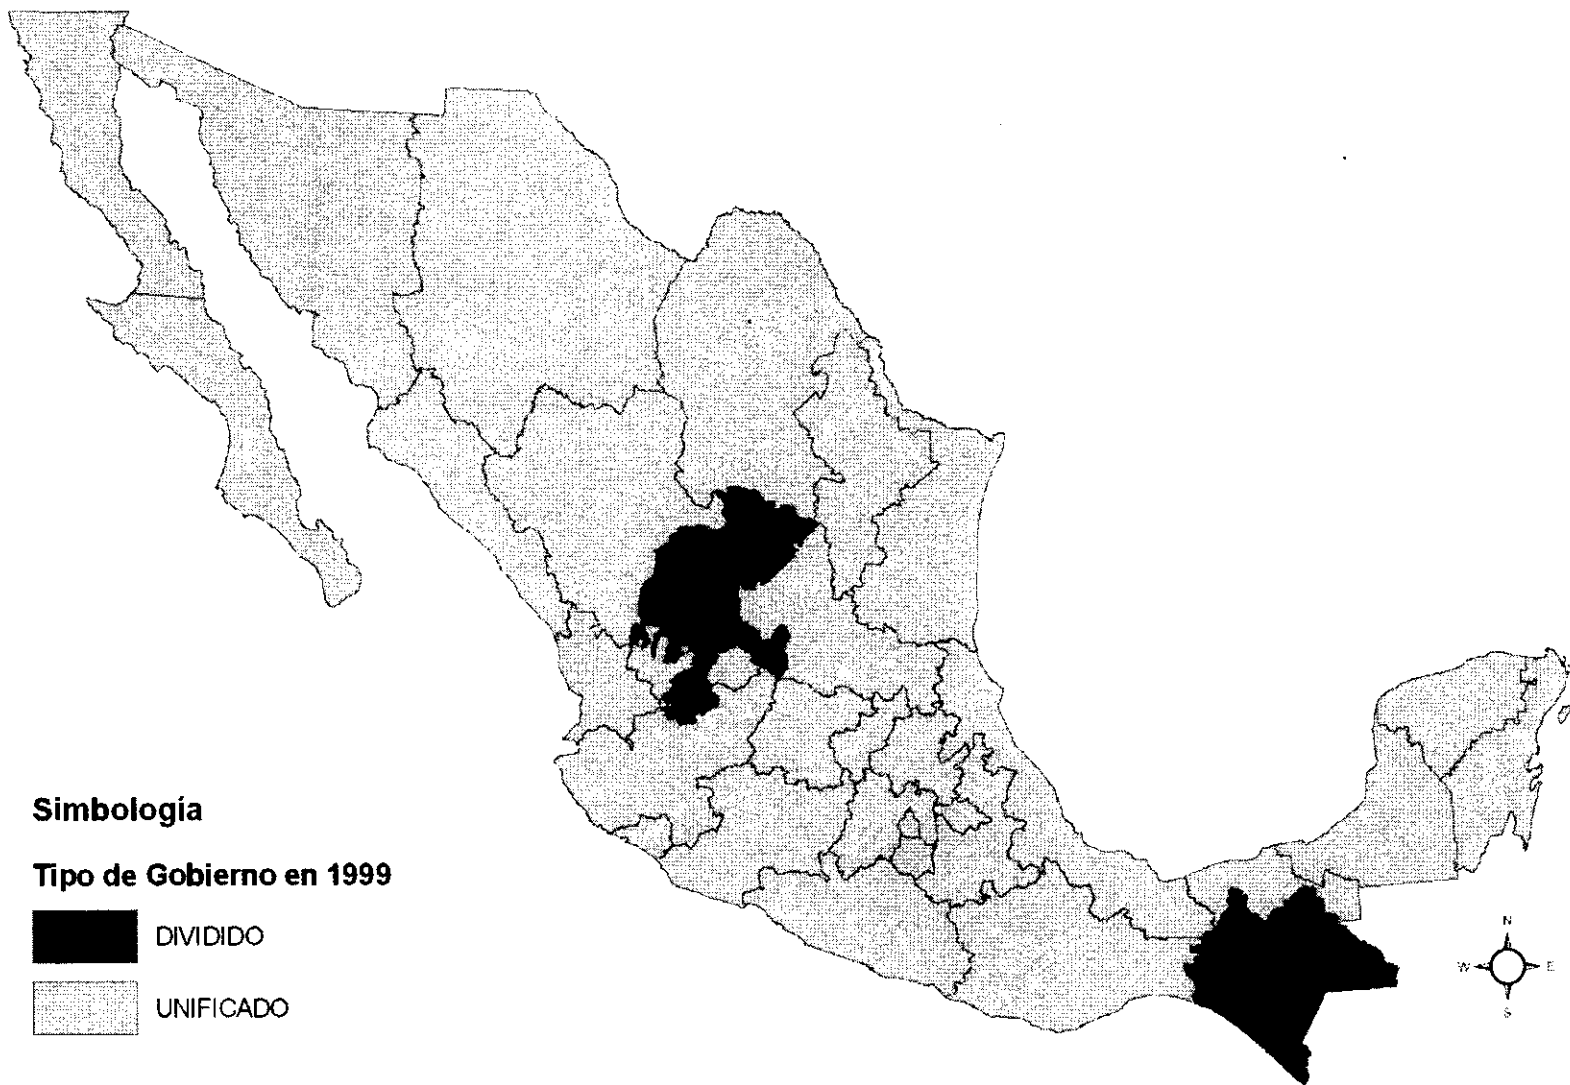 Simbología
Tipo de Gobierno en 1999
DIVIDIDO
UNIFICADO
N
W E
S